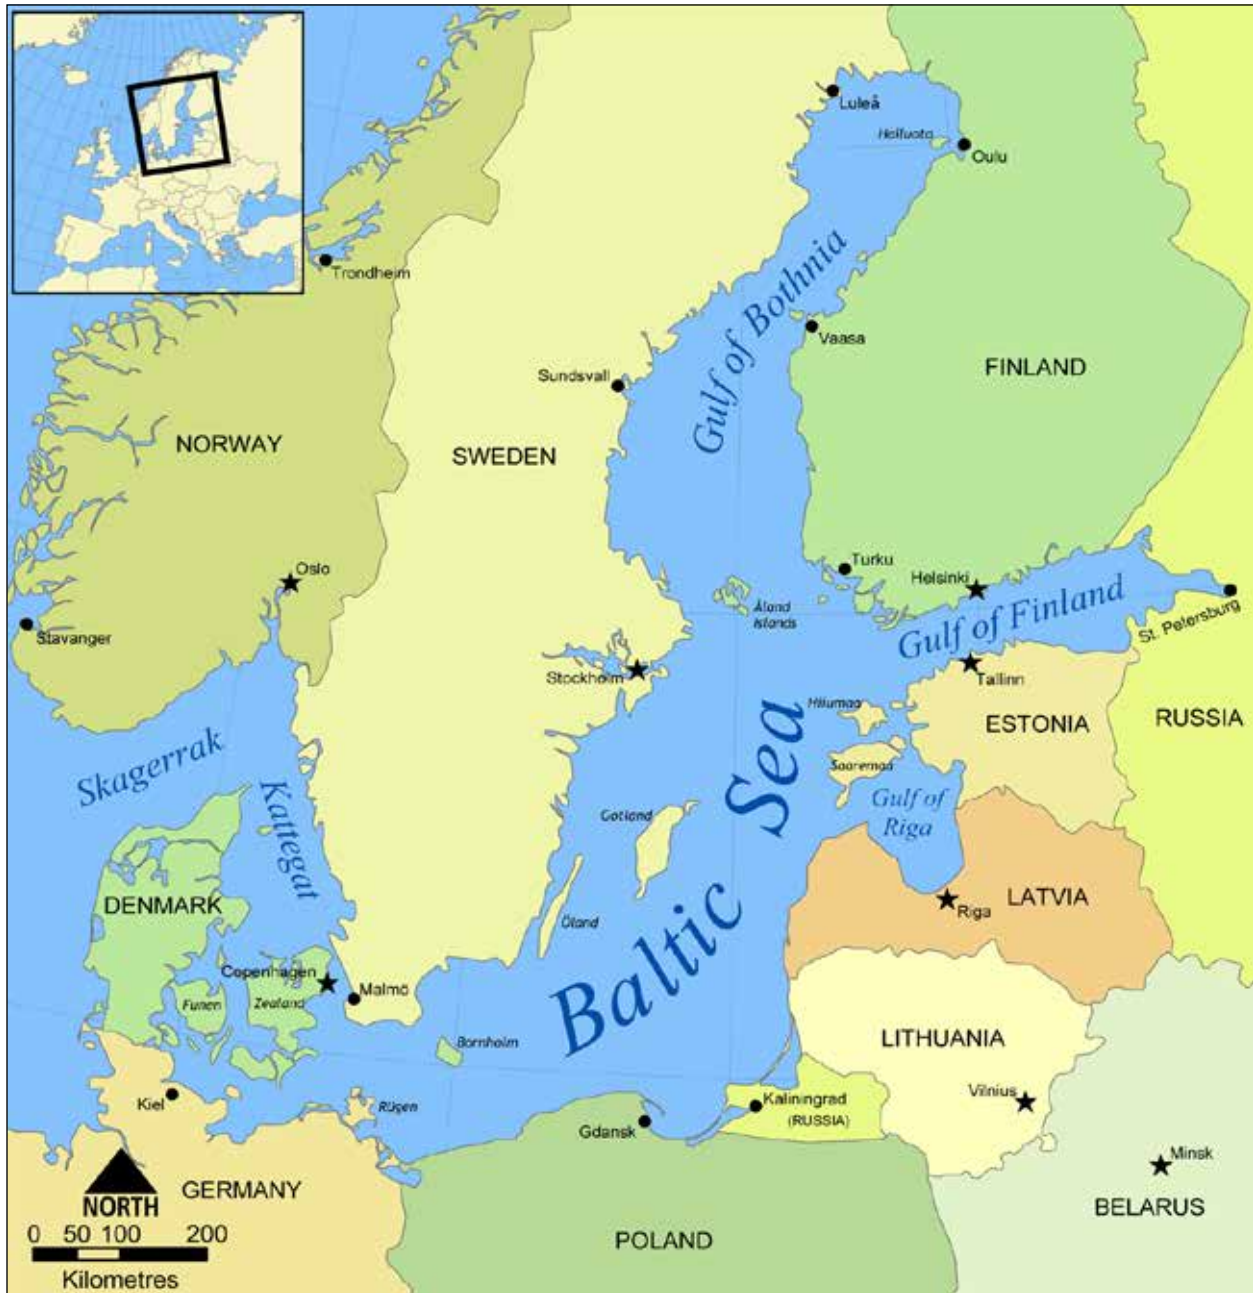 Luleå
Hailuoto
Oulu
Trondheim
Gulf of Bothnia
Vaasa
Sundsvall
FINLAND
NORWAY
SWEDEN
Turku
Helsinki
Oslo
Gulf of Finland
St. Petersburg
Åland
Islands
Stavanger
Stockholm
Tallinn
Hiiumaa
ESTONIA
RUSSIA
Skagerrak
Kattegat
Saaremaa
Gulf of
Riga
Gotland
Baltic Sea
DENMARK
LATVIA
Riga
Öland
Copenhagen
Malmö
Funen
Zealand
Bornholm
LITHUANIA
Vilnius
Kiel
Rügen
Kaliningrad
(RUSSIA)
Gdansk
Minsk
NORTH
GERMANY
BELARUS
POLAND
0 50 100 200
Kilometres